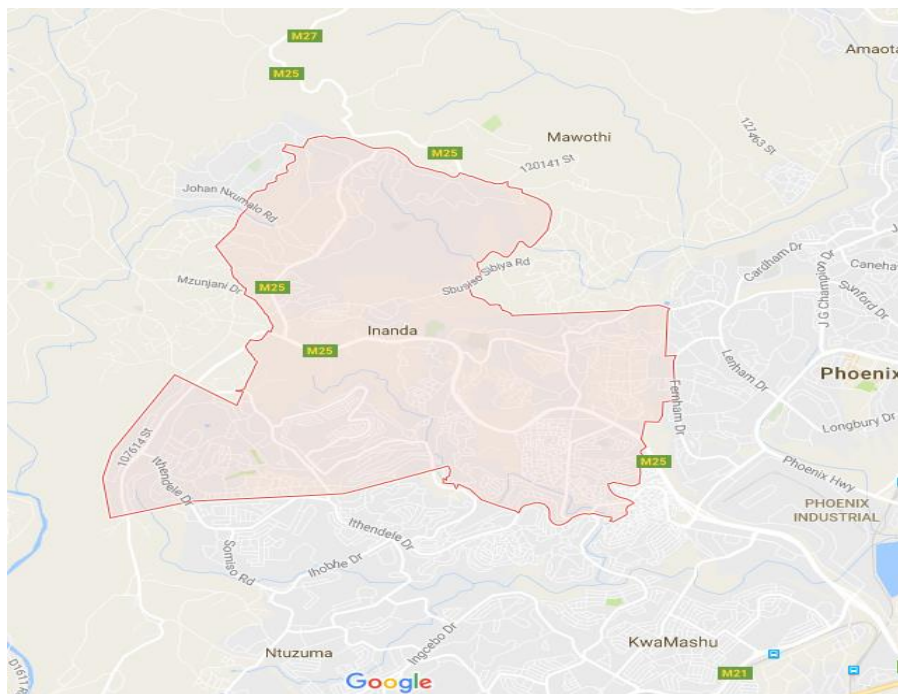 M27
Amaota
M25
Mawothi
127463 St
M25
130141 St
Johan Nxumalo Rd
Cardham Dr
J G Champion Dr
Caneha
Sbusiso Sibiya Rd
Mzunjani Dr
Sunford Dr
M25
Inanda
M25
Lenham Dr
Phoenix
Fernham Dr
Longbury Dr
107614 St
M25
Phoenix Hwy
Ithendele Dr
PHOENIX
INDUSTRIAL
Ithendele Dr
Somiso Rd
Ihobhe Dr
Ntuzuma
Ingcebo Dr
KwaMashu
D1611 R
M21
Google